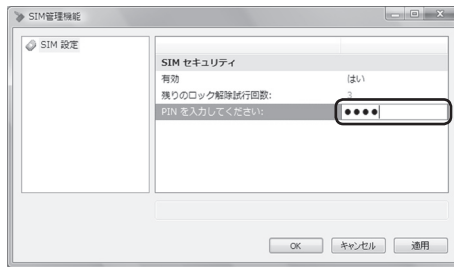 SIM管理機能
SIM 設定
SIM セキュリティ
有効 はい
残りのロック解除試行回数: 3
PIN を入力してください: ●●●●
OK キャンセル 適用